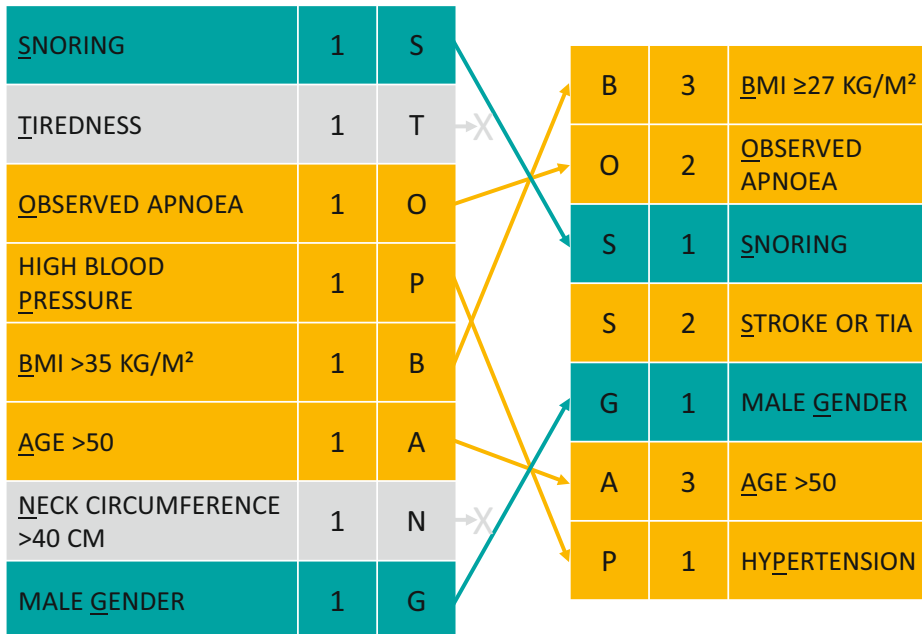 SNORING 1 S
TIREDNESS 1 T X
OBSERVED APNOEA 1 O
HIGH BLOOD
PRESSURE 1 P
BMI >35 KG/M² 1 B
AGE >50 1 A
NECK CIRCUMFERENCE
>40 CM 1 N X
MALE GENDER 1 G
B 3 BMI ≥27 KG/M²
O 2 OBSERVED
APNOEA
S 1 SNORING
S 2 STROKE OR TIA
G 1 MALE GENDER
A 3 AGE >50
P 1 HYPERTENSION